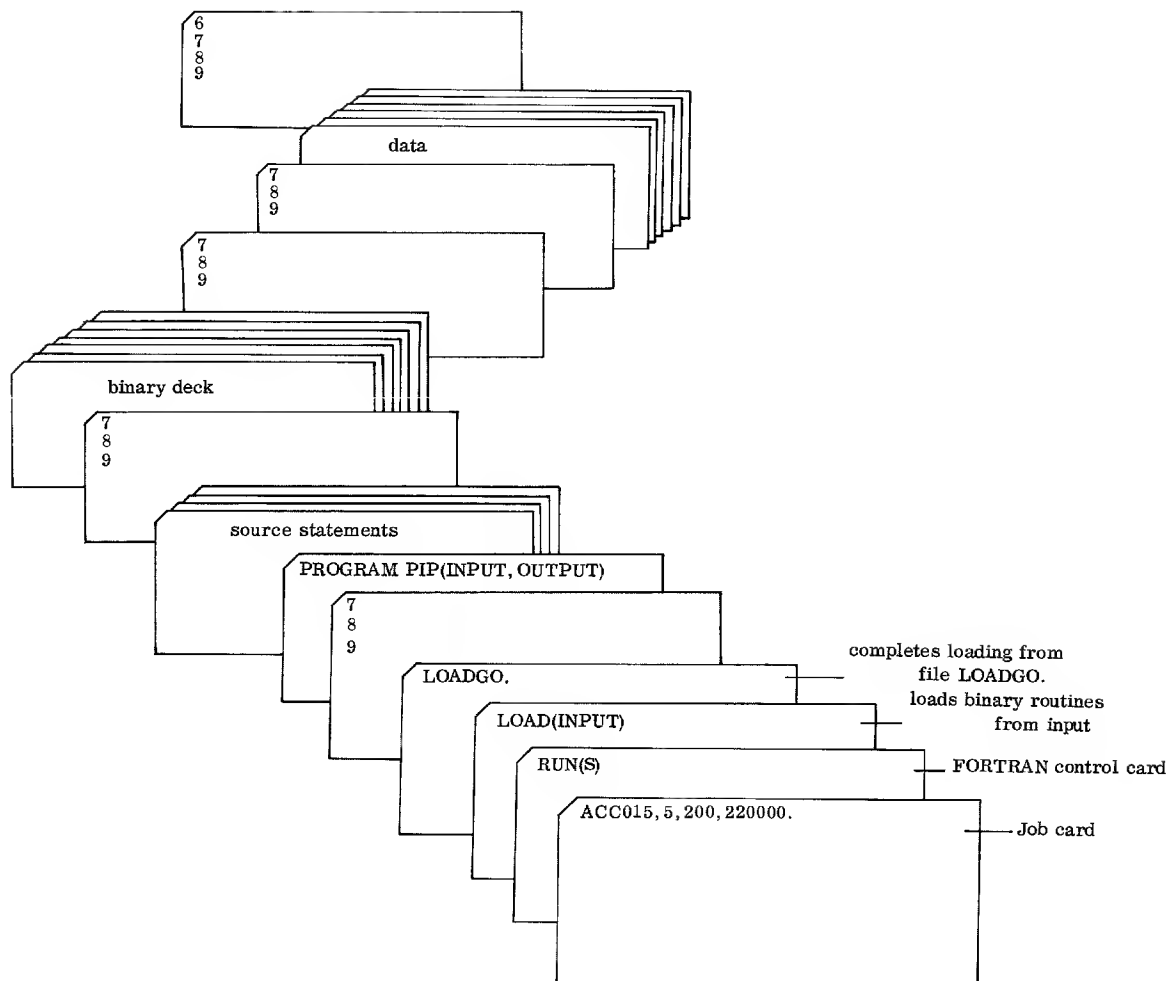 6
7
8
9
data
7
8
9
7
8
9
binary deck
7
8
9
source statements
PROGRAM PIP(INPUT, OUTPUT)
7
8
9
completes loading from
file LOADGO.
LOADGO.
loads binary routines
from input
LOAD(INPUT)
RUN(S)
FORTRAN control card
ACC015, 5, 200, 220000.
Job card